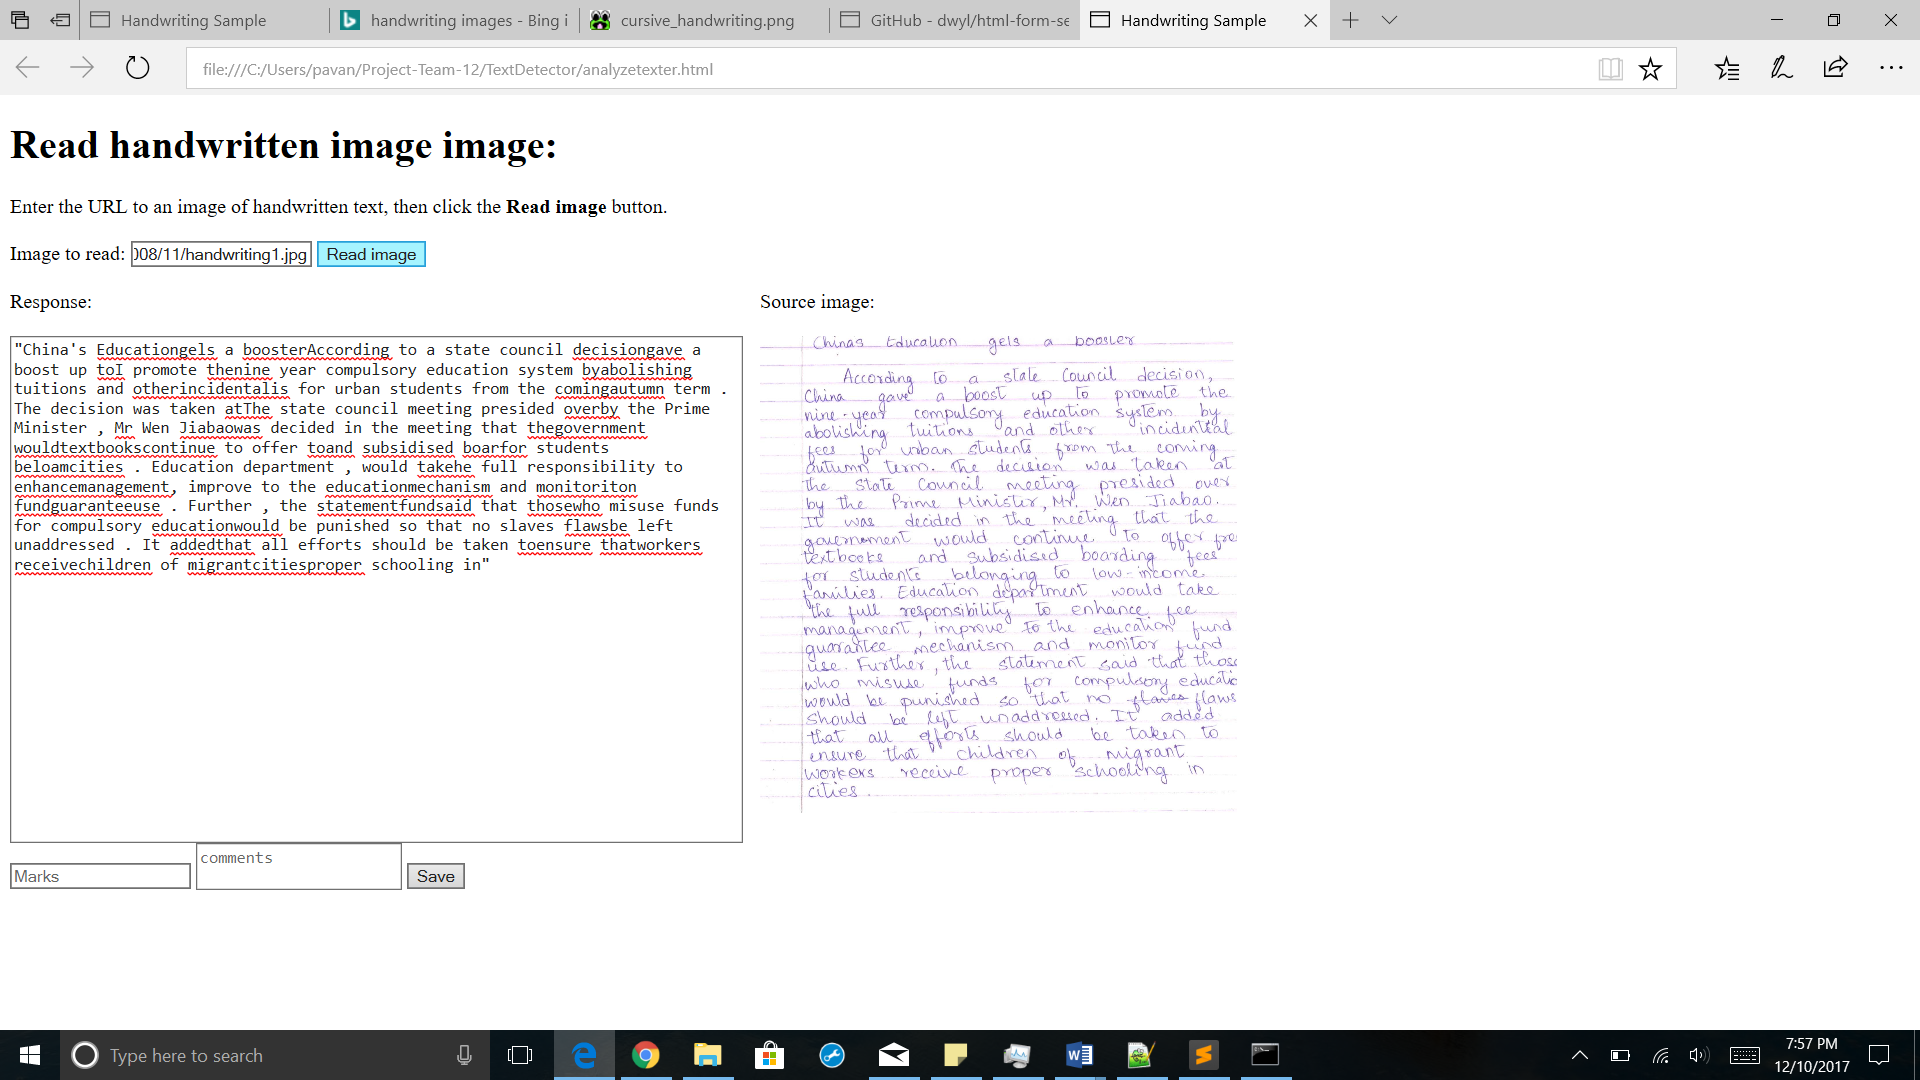 Handwriting Sample
handwriting images - Bing i
cursive_handwriting.png
GitHub - dwyl/html-form-se
Handwriting Sample
file:///C:/Users/pavan/Project-Team-12/TextDetector/analyzetexter.html
Read handwritten image image:
Enter the URL to an image of handwritten text, then click the Read image button.
Image to read: 008/11/handwriting1.jpg Read image
Response:
"China's Educationgels a boosterAccording to a state council decisiongave a
boost up toI promote thenine year compulsory education system byabolishing
tuitions and otherincidentalis for urban students from the comingautumn term .
The decision was taken atThe state council meeting presided overby the Prime
Minister , Mr Wen Jiabaowas decided in the meeting that thegovernment
wouldtextbookscontinue to offer toand subsidised boarfor students
beloamcities . Education department , would takehe full responsibility to
enhancemanagement, improve to the educationmechanism and monitoriton
fundguaranteeuse . Further , the statementfundsaid that thosewho misuse funds
for compulsory educationwould be punished so that no slaves flawsbe left
unaddressed . It addedthat all efforts should be taken toensure thatworkers
receivechildren of migrantcitiesproper schooling in"
Marks
comments
Save
Source image:
Chinas Education gels a booster
According to a state Council decision,
China gave a boost up to promote the
nine-year compulsory education system by
abolishing tuitions and other incidential
fees for urban students from the coming
autumn term. The decision was taken at
the State Council meeting presided over
by the Prime Minister, Mr. Wen Jiabao.
It was decided in the meeting that the
government would continue to offer free
textbooks and subsidised boarding fees
for students belonging to low-income
families. Education department would take
the full responsibility to enhance fee
management, improve to the education fund
guarantee mechanism and monitor fund
use. Further, the statement said that those
who misuse funds for compulsory educatio
would be punished so that no flaws
should be left unaddressed. It added
that all efforts should be taken to
ensure that children of migrant
workers receive proper schooling in
cities.
Type here to search
7:57 PM
12/10/2017